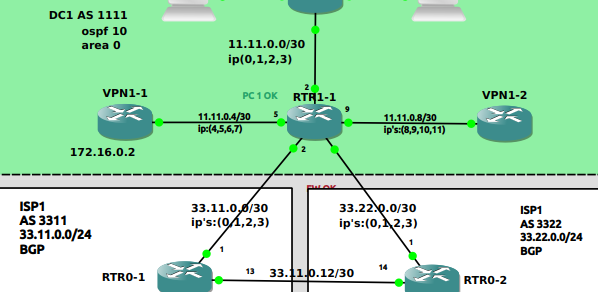 DC1 AS 1111
ospf 10
area 0
11.11.0.0/30
ip(0,1,2,3)
PC 1 OK
2
RTR1-1
VPN1-1
VPN1-2
5
9
11.11.0.4/30
ip:(4,5,6,7)
11.11.0.8/30
ip's:(8,9,10,11)
172.16.0.2
2
FW OK
ISP1
AS 3311
33.11.0.0/24
BGP
33.11.0.0/30
ip's:(0,1,2,3)
33.22.0.0/30
ip's:(0,1,2,3)
ISP1
AS 3322
33.22.0.0/24
BGP
1
1
RTR0-1
13
33.11.0.12/30
14
RTR0-2